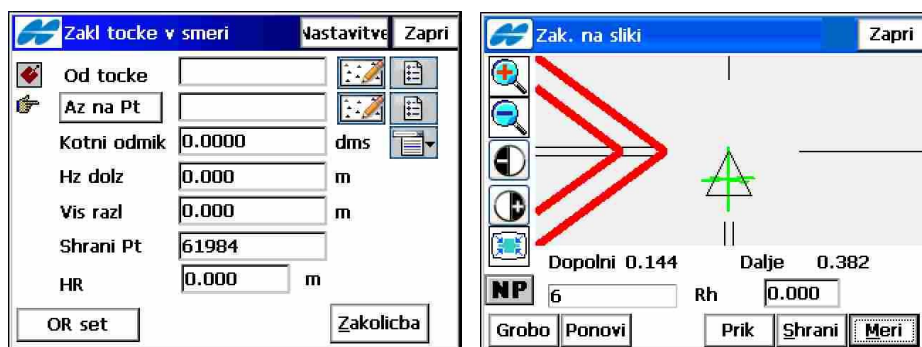 Zakl tocke v smeri Nastavitve Zapri
Od tocke
Az na Pt
Kotni odmik 0.0000 dms
Hz dolz 0.000 m
Vis razl 0.000 m
Shrani Pt 61984
HR 0.000 m
OR set Zakolicba
Zak. na sliki Zapri
Dopolni 0.144 Dalje 0.382
NP 6 Rh 0.000
Grobo Ponovi Prik Shrani Meri